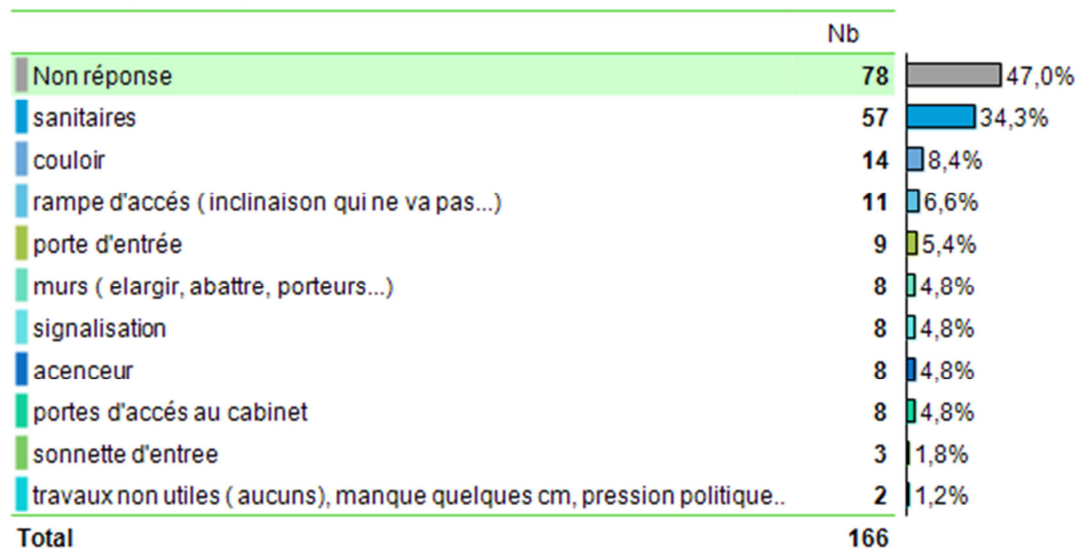 Nb
Non réponse 78 47,0%
sanitaires 57 34,3%
couloir 14 8,4%
rampe d'accés ( inclinaison qui ne va pas...) 11 6,6%
porte d'entrée 9 5,4%
murs ( elargir, abattre, porteurs...) 8 4,8%
signalisation 8 4,8%
acenceur 8 4,8%
portes d'accés au cabinet 8 4,8%
sonnette d'entree 3 1,8%
travaux non utiles ( aucuns), manque quelques cm, pression politique.. 2 1,2%
Total 166